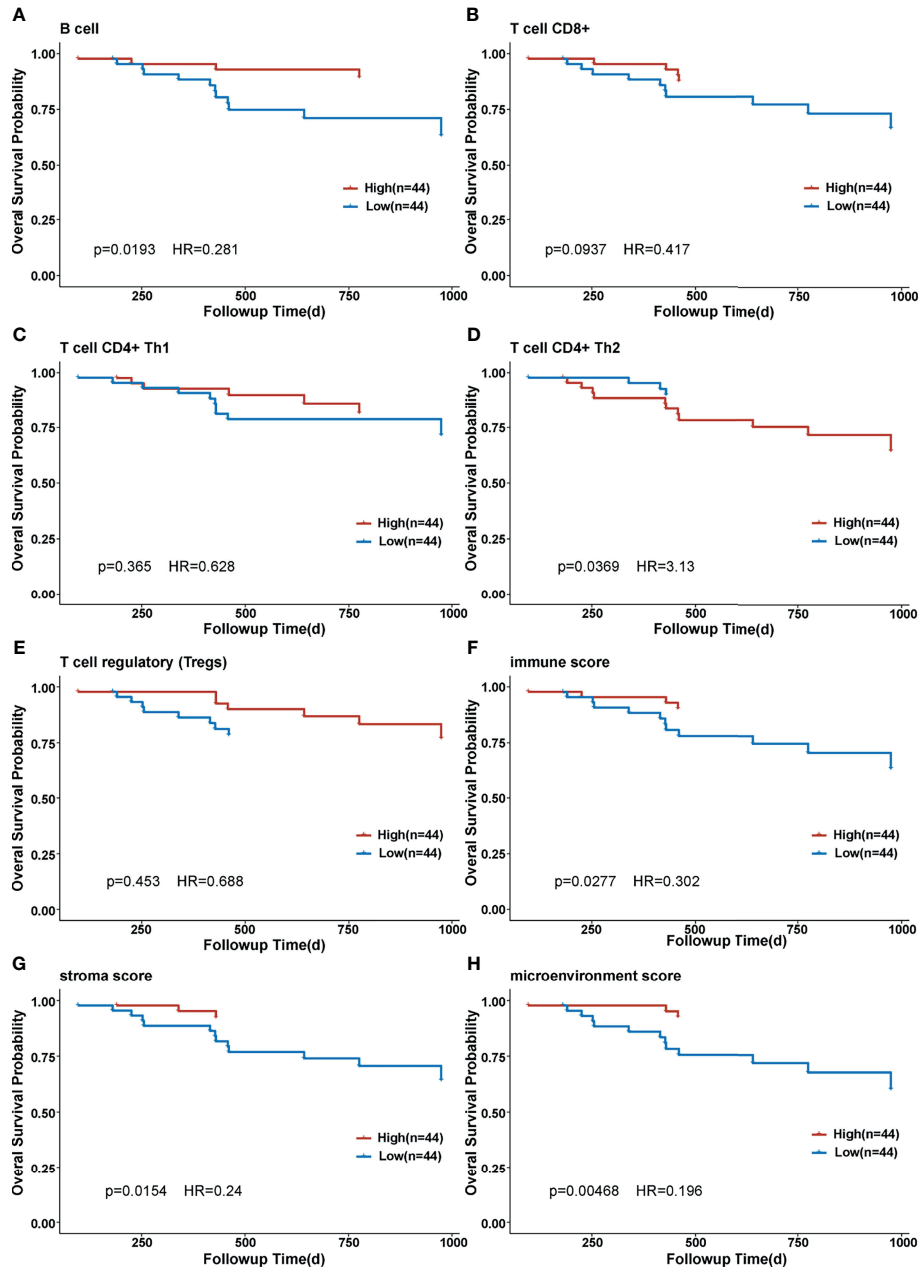 A
B cell
Overal Survival Probability
1.00
0.75
0.50
0.25
0.00
High(n=44)
Low(n=44)
p=0.0193 HR=0.281
250 500 750 1000
Followup Time(d)
B
T cell CD8+
Overal Survival Probability
1.00
0.75
0.50
0.25
0.00
High(n=44)
Low(n=44)
p=0.0937 HR=0.417
250 500 750 1000
Followup Time(d)
C
T cell CD4+ Th1
Overal Survival Probability
1.00
0.75
0.50
0.25
0.00
High(n=44)
Low(n=44)
p=0.365 HR=0.628
250 500 750 1000
Followup Time(d)
D
T cell CD4+ Th2
Overal Survival Probability
1.00
0.75
0.50
0.25
0.00
High(n=44)
Low(n=44)
p=0.0369 HR=3.13
250 500 750 1000
Followup Time(d)
E
T cell regulatory (Tregs)
Overal Survival Probability
1.00
0.75
0.50
0.25
0.00
High(n=44)
Low(n=44)
p=0.453 HR=0.688
250 500 750 1000
Followup Time(d)
F
immune score
Overal Survival Probability
1.00
0.75
0.50
0.25
0.00
High(n=44)
Low(n=44)
p=0.0277 HR=0.302
250 500 750 1000
Followup Time(d)
G
stroma score
Overal Survival Probability
1.00
0.75
0.50
0.25
0.00
High(n=44)
Low(n=44)
p=0.0154 HR=0.24
250 500 750 1000
Followup Time(d)
H
microenvironment score
Overal Survival Probability
1.00
0.75
0.50
0.25
0.00
High(n=44)
Low(n=44)
p=0.00468 HR=0.196
250 500 750 1000
Followup Time(d)